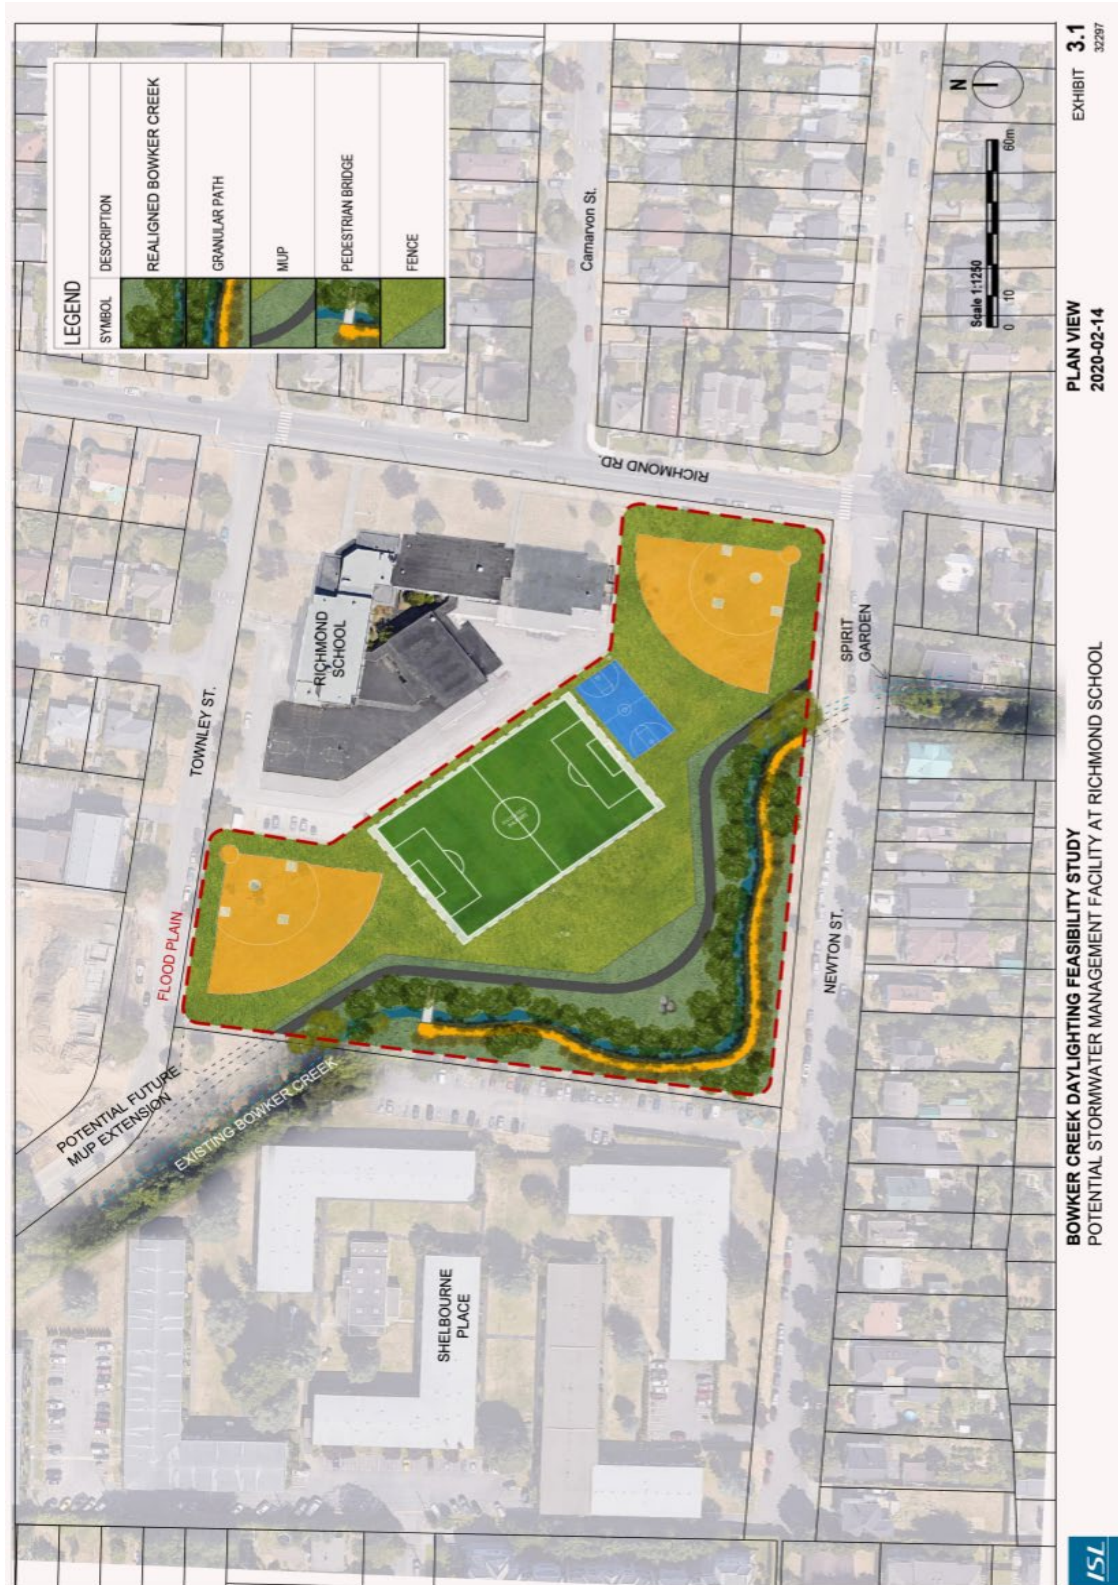 LEGEND
SYMBOL DESCRIPTION
REALIGNED BOWKER CREEK
GRANULAR PATH
MUP
PEDESTRIAN BRIDGE
FENCE
POTENTIAL FUTURE
MUP EXTENSION
EXISTING BOWKER CREEK
FLOOD PLAIN
TOWNLEY ST.
RICHMOND
SCHOOL
RICHMOND RD.
Carnarvon St.
SHELBOURNE
PLACE
NEWTON ST.
SPIRIT
GARDEN
N
Scale 1:1250
0 10 60m
ISL
BOWKER CREEK DAYLIGHTING FEASIBILITY STUDY
POTENTIAL STORMWATER MANAGEMENT FACILITY AT RICHMOND SCHOOL
PLAN VIEW
2020-02-14
EXHIBIT 3.1
32297